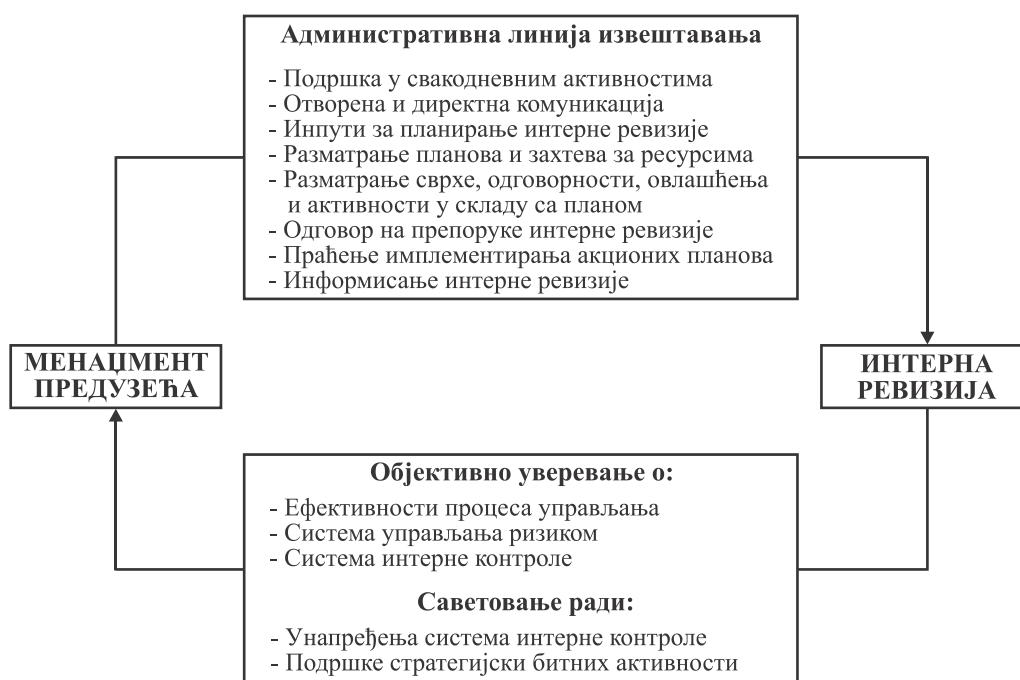 Административна линија извештавања
- Подршка у свакодневним активностима
- Отворена и директна комуникација
- Инпути за планирање интерне ревизије
- Разматрање планова и захтева за ресурсима
- Разматрање сврхе, одговорности, овлашћења
и активности у складу са планом
- Одговор на препоруке интерне ревизије
- Праћење имплементирања акционих планова
- Информисање интерне ревизије
МЕНАЏМЕНТ
ПРЕДУЗЕЋА
ИНТЕРНА
РЕВИЗИЈА
Објективно уверевање о:
- Ефективности процеса управљања
- Система управљања ризиком
- Система интерне контроле
Саветовање ради:
- Унапређења система интерне контроле
- Подршке стратегијски битних активности